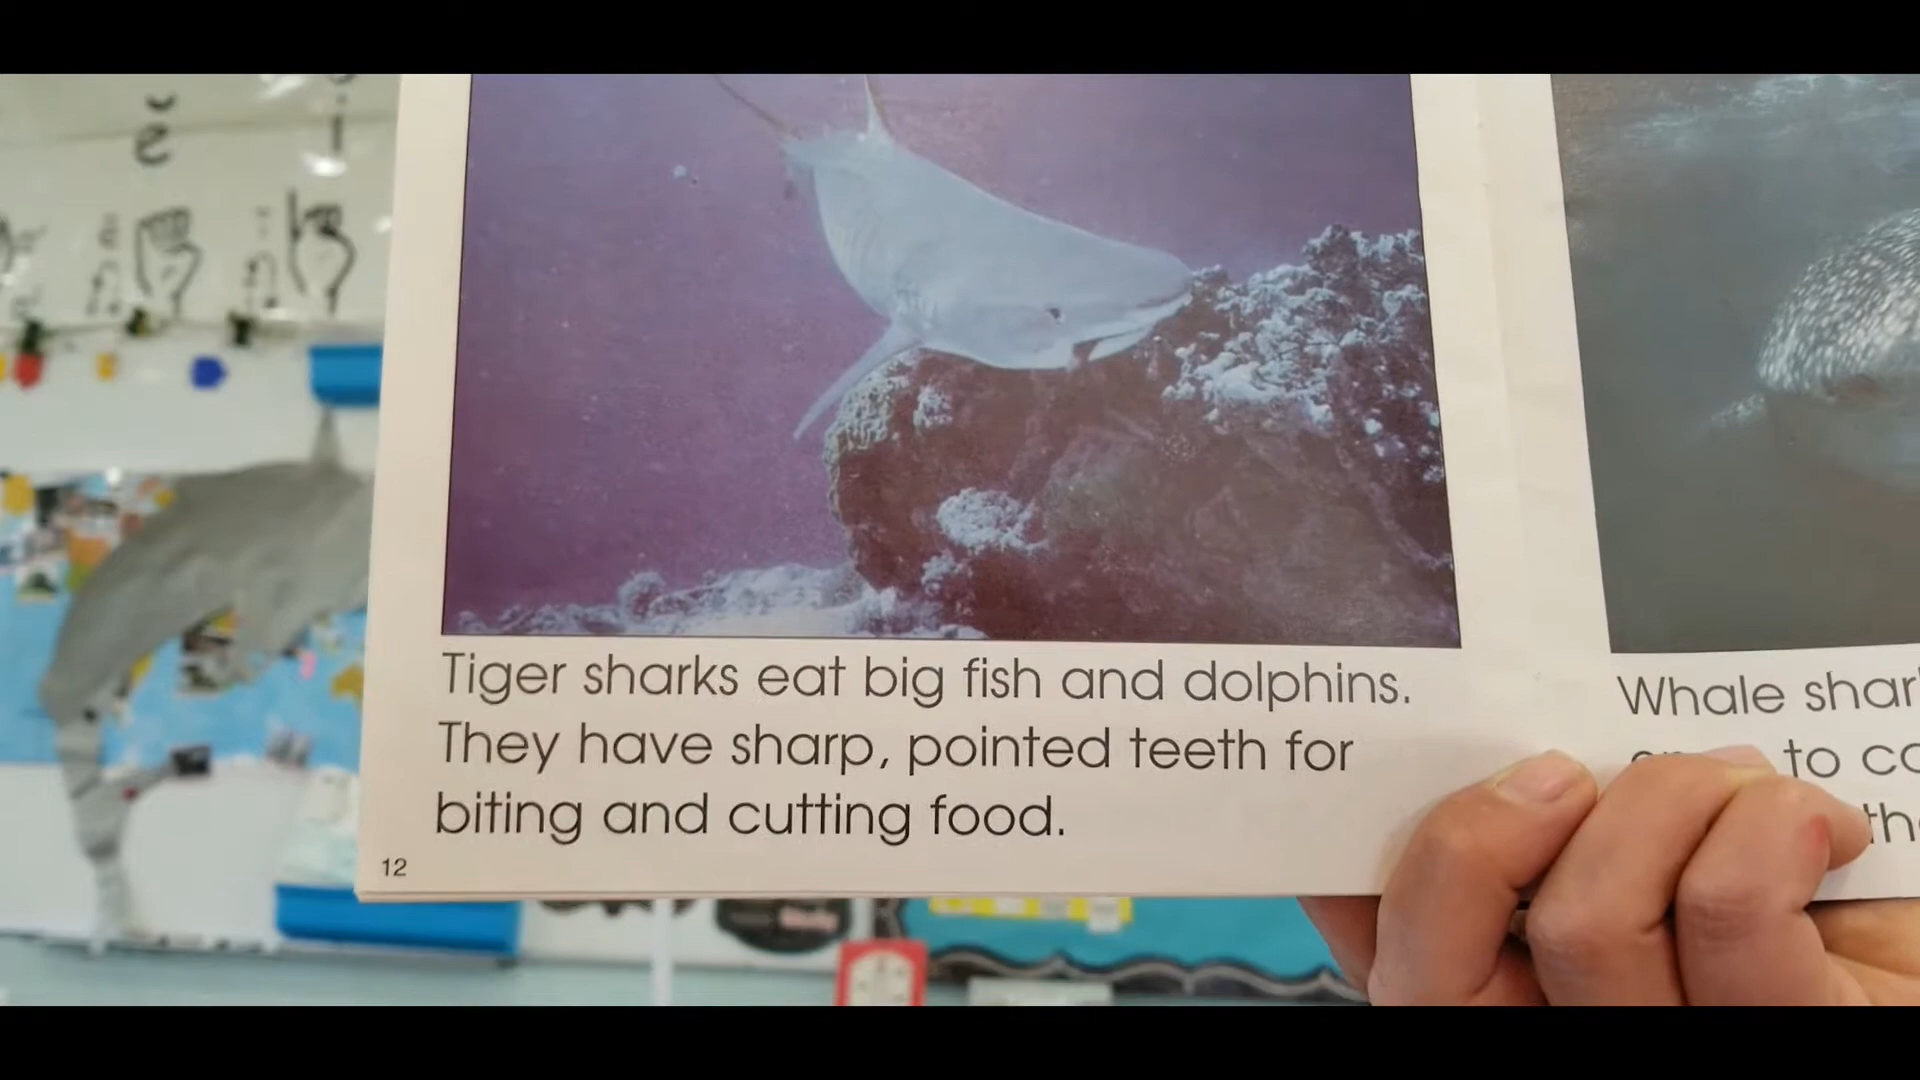 ĕ
Tiger sharks eat big fish and dolphins.
They have sharp, pointed teeth for
biting and cutting food.
12
Whale
to